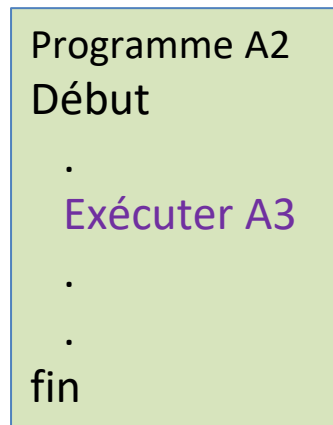 Programme A2
Début
.
Exécuter A3
.
.
fin